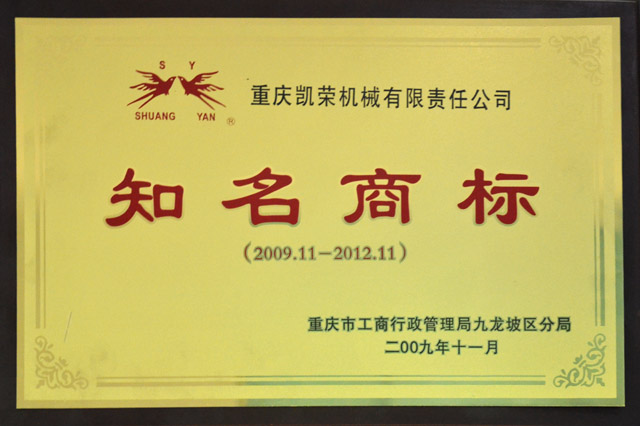 S Y
SHUANG YAN ®
重庆凯荣机械有限责任公司
知名商标
(2009.11-2012.11)
重庆市工商行政管理局九龙坡区分局
二00九年十一月